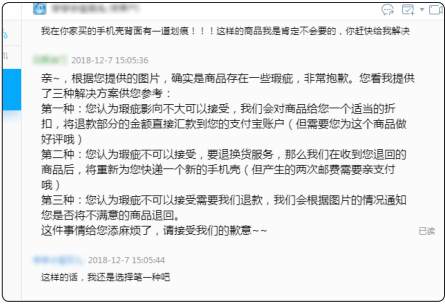 我在你家买的手机壳背面有一道划痕！！！这样的商品我是肯定不会要的，你赶快给我解决
2018-12-7 15:05:36
亲~，根据您提供的图片，确实是商品存在一些瑕疵，非常抱歉。您看我提供
了三种解决方案供您参考：
第一种：您认为瑕疵影向不大可以接受，我们会对商品给您一个适当的折
扣，将退款部分的金额直接汇款到您的支付宝账户（但需要您为这个商品做
好评哦）
第二种：您认为瑕疵不可以接受，要退换货服务，那么我们在收到您退回的
商品后，将重新为您快递一个新的手机壳（但产生的两次邮费需要亲支付
哦）
第三种：您认为瑕疵不可以接受需要我们退款，我们会根据图片的情况通知
您是否将不满意的商品退回。
这件事情给您添麻烦了，请接受我们的歉意~~
已读
2018-12-7 15:05:44
这样的话，我还是选择笔一种吧